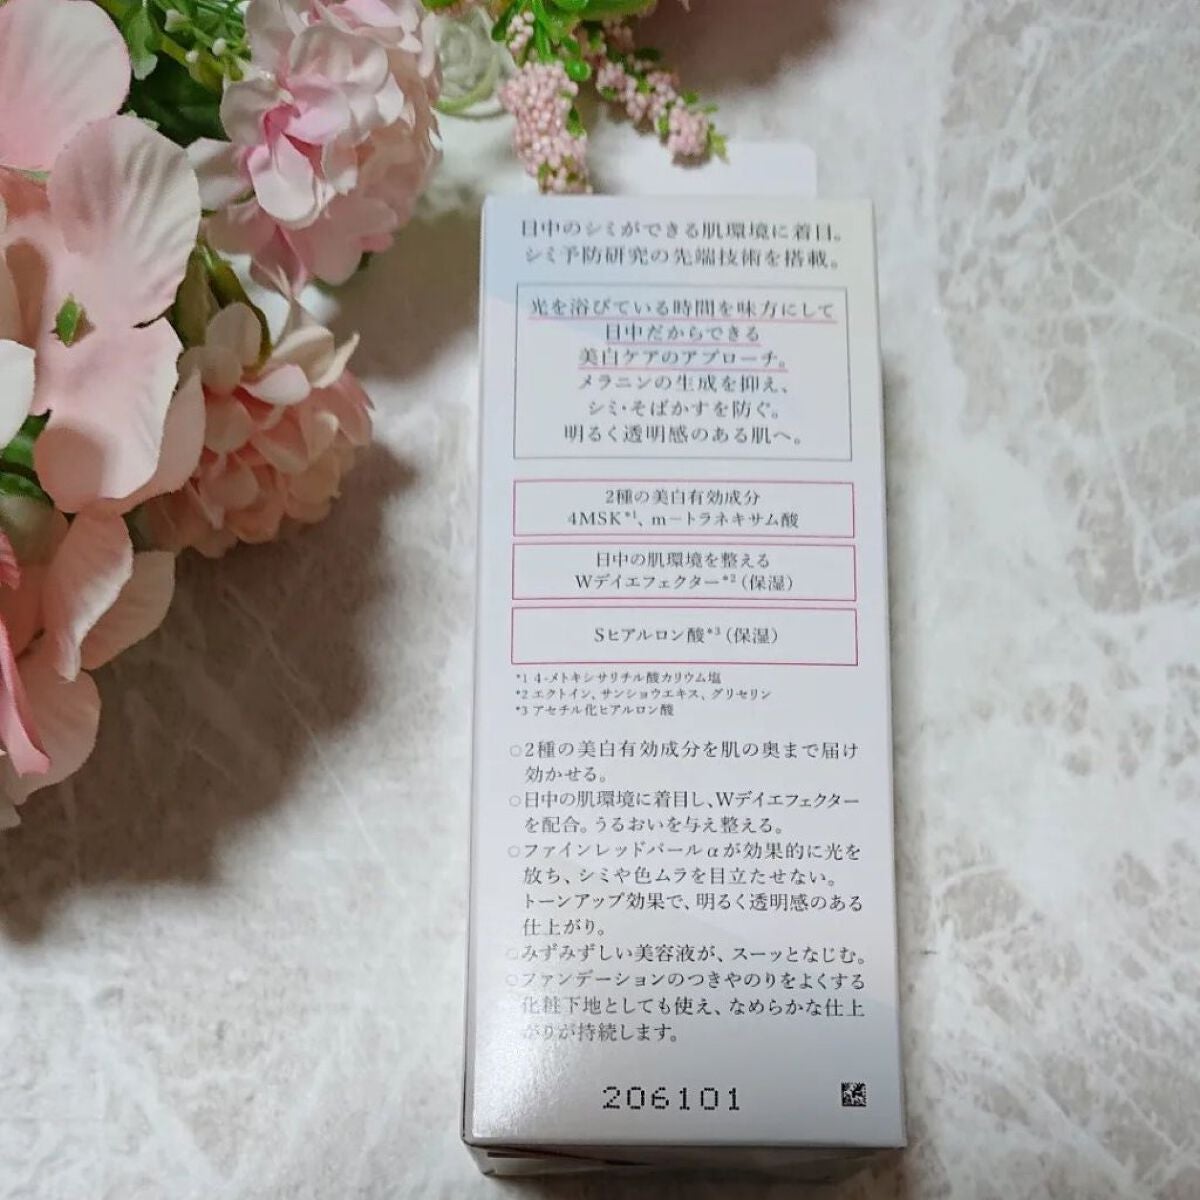 日中のシミができる肌環境に着目。
シミ予防研究の先端技術を搭載。
光を浴びている時間を味方にして
日中だからできる
美白ケアのアプローチ。
メラニンの生成を抑え、
シミ・そばかすを防ぐ。
明るく透明感のある肌へ。
2種の美白有効成分
4MSK*1、m－トラネキサム酸
日中の肌環境を整える
Wデイエフェクター*2（保湿）
Sヒアルロン酸*3（保湿）
*1 4-メトキシサリチル酸カリウム塩
*2 エクトイン、サンショウエキス、グリセリン
*3 アセチル化ヒアルロン酸
○2種の美白有効成分を肌の奥まで届け
効かせる。
○日中の肌環境に着目し、Wデイエフェクター
を配合。うるおいを与え整える。
○ファインレッドパールαが効果的に光を
放ち、シミや色ムラを目立たせない。
トーンアップ効果で、明るく透明感のある
仕上がり。
○みずみずしい美容液が、スーッとなじむ。
○ファンデーションのつきやのりをよくする
化粧下地としても使え、なめらかな仕上
がりが持続します。
206101